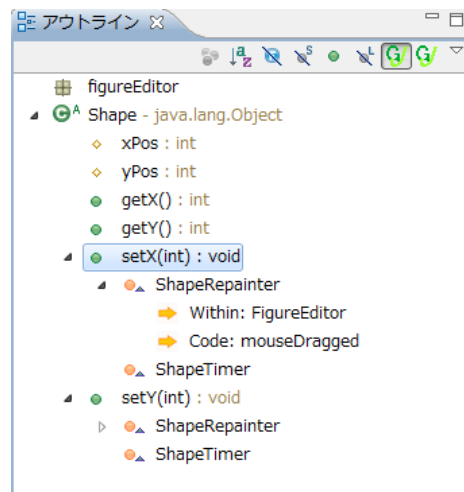 アウトライン
figureEditor
Shape - java.lang.Object
xPos : int
yPos : int
getX() : int
getY() : int
setX(int) : void
ShapeRepainter
Within: FigureEditor
Code: mouseDragged
ShapeTimer
setY(int) : void
ShapeRepainter
ShapeTimer